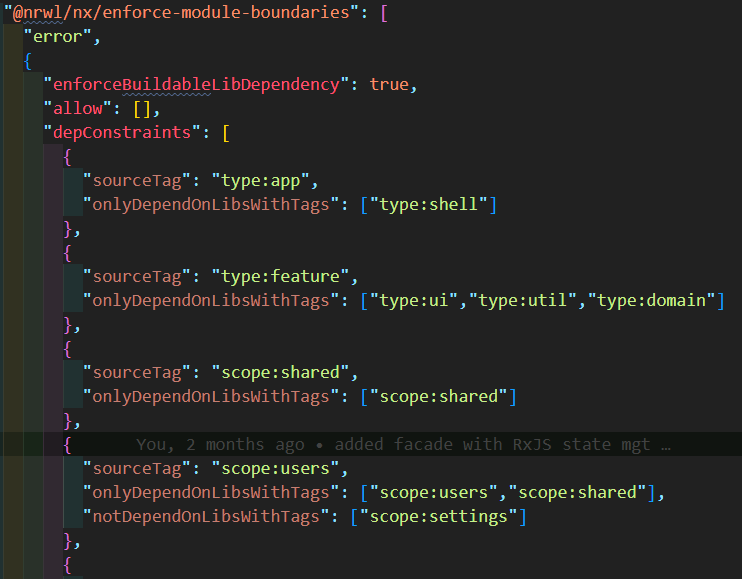 "@nrwl/nx/enforce-module-boundaries": [
"error",
{
"enforceBuildableLibDependency": true,
"allow": [],
"depConstraints": [
{
"sourceTag": "type:app",
"onlyDependOnLibsWithTags": ["type:shell"]
},
{
"sourceTag": "type:feature",
"onlyDependOnLibsWithTags": ["type:ui","type:util","type:domain"]
},
{
"sourceTag": "scope:shared",
"onlyDependOnLibsWithTags": ["scope:shared"]
},
{ You, 2 months ago • added facade with RxJS state mgt …
"sourceTag": "scope:users",
"onlyDependOnLibsWithTags": ["scope:users","scope:shared"],
"notDependOnLibsWithTags": ["scope:settings"]
},
{